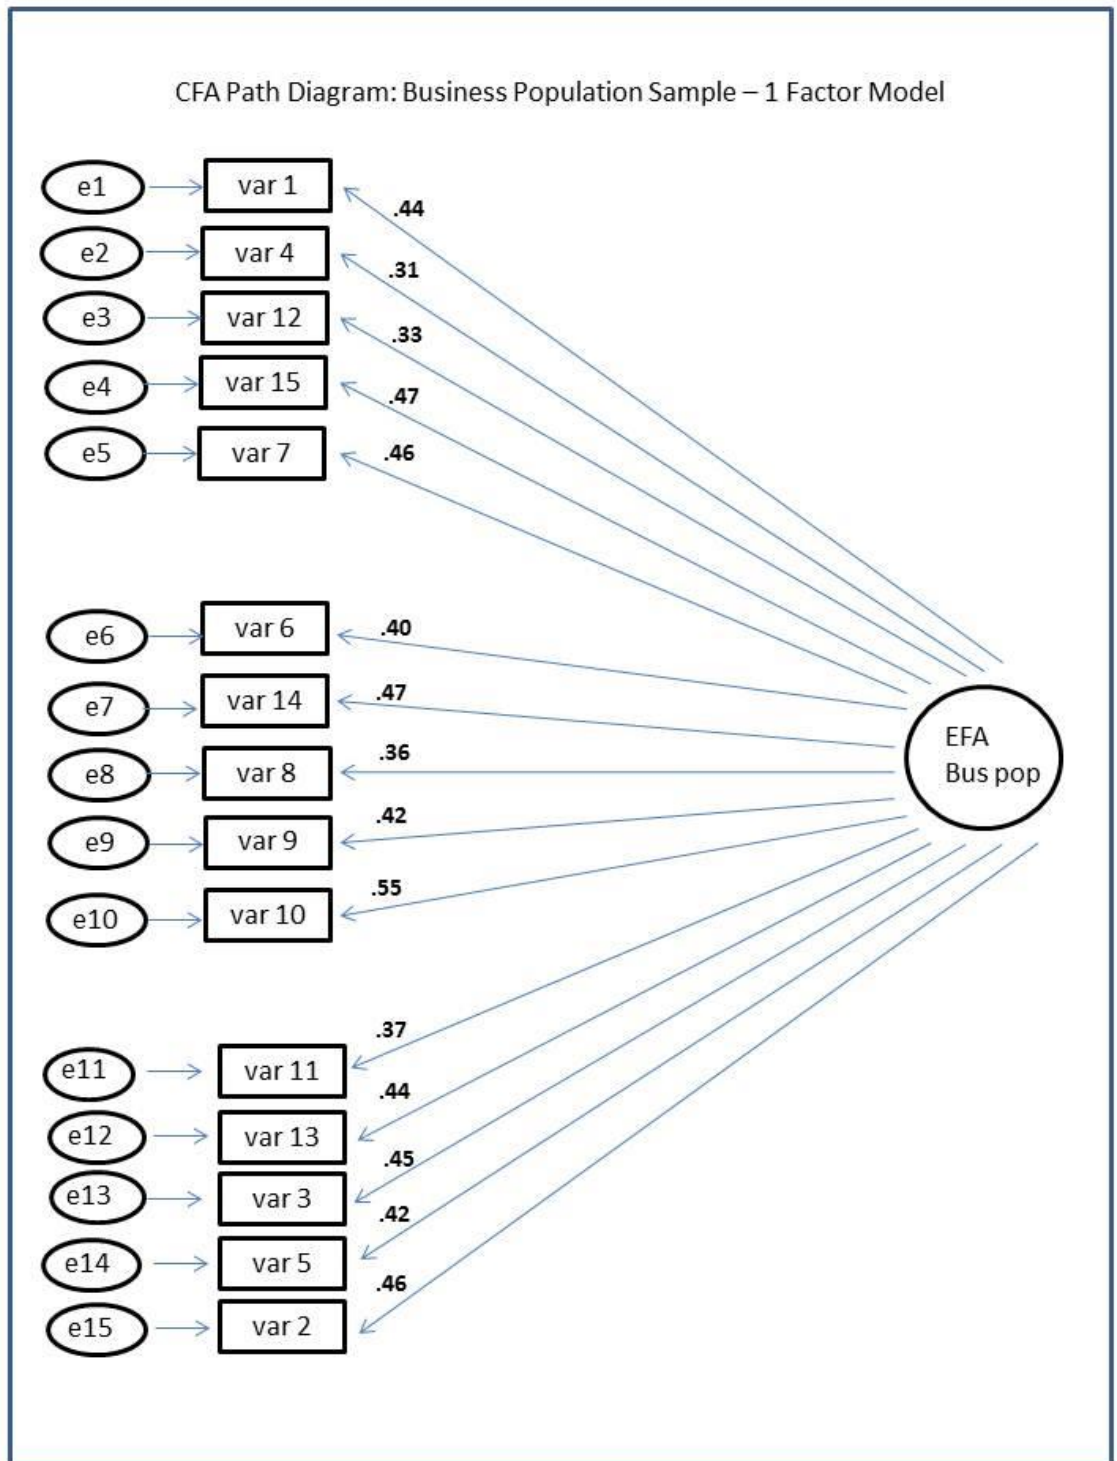 CFA Path Diagram: Business Population Sample – 1 Factor Model
e1 var 1 .44
e2 var 4 .31
e3 var 12 .33
e4 var 15 .47
e5 var 7 .46
e6 var 6 .40
e7 var 14 .47
e8 var 8 .36
e9 var 9 .42
e10 var 10 .55
EFA
Bus pop
e11 var 11 .37
e12 var 13 .44
e13 var 3 .45
e14 var 5 .42
e15 var 2 .46